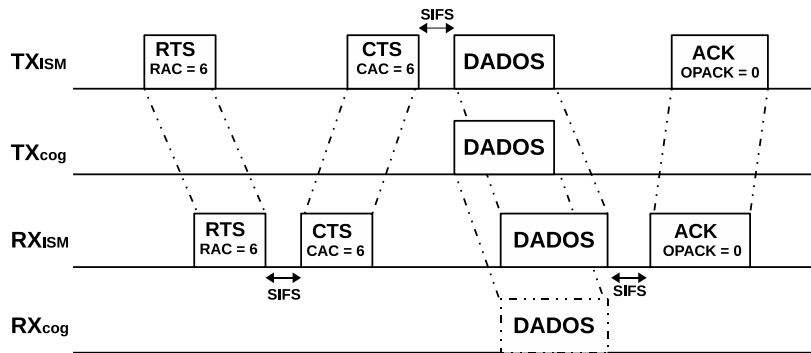 SIFS
TXISM
RTS
RAC = 6
CTS
CAC = 6
DADOS
ACK
OPACK = 0
TXcog
DADOS
RXISM
RTS
RAC = 6
CTS
CAC = 6
DADOS
ACK
OPACK = 0
SIFS
SIFS
RXcog
DADOS